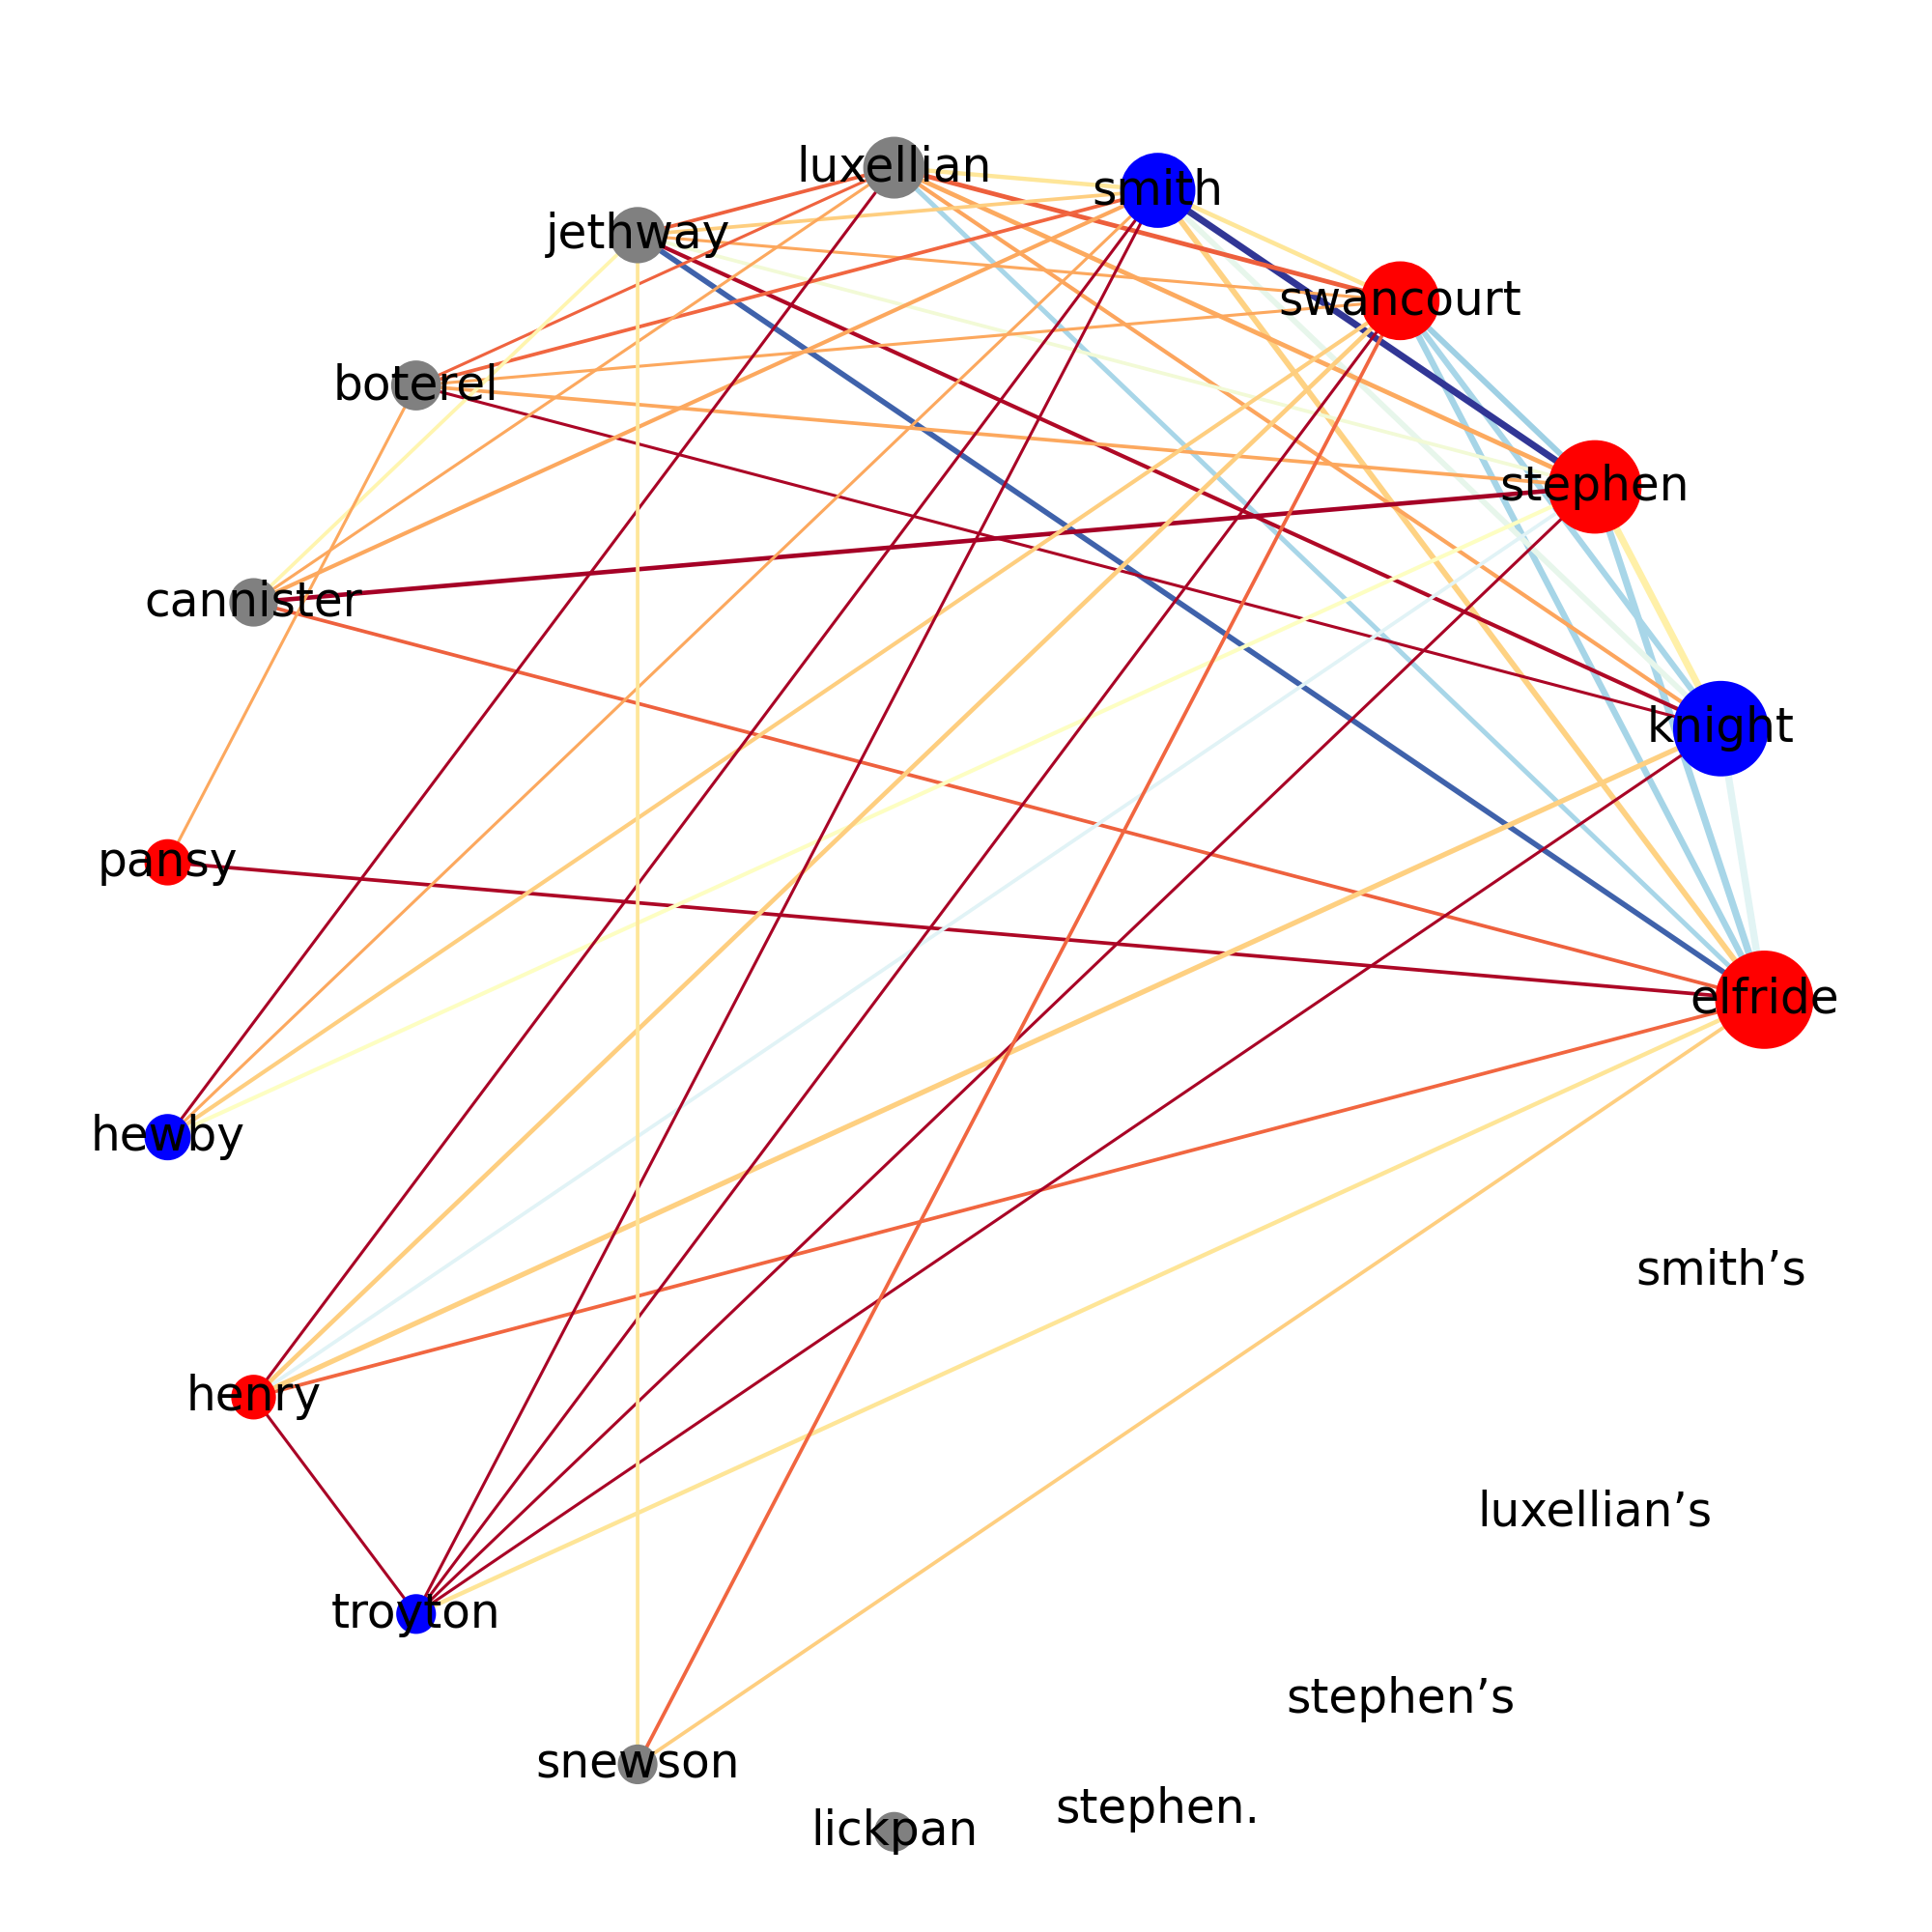 luxellian
smith
jethway
swancourt
boterel
stephen
cannister
knight
pansy
elfride
hewby
smith’s
henry
luxellian’s
troyton
stephen’s
snewson
stephen.
lickpan